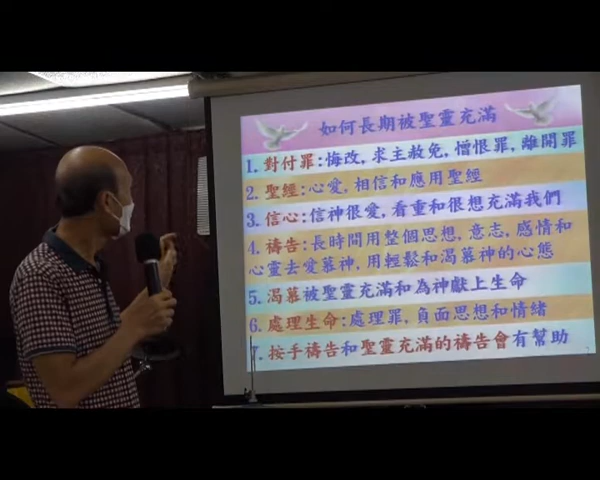 如何長期被聖靈充滿
1. 對付罪:悔改, 求主赦免, 憎恨罪, 離開罪
2. 聖經:心愛, 相信和應用聖經
3. 信心:信神很愛, 看重和很想充滿我們
4. 禱告:長時間用整個思想, 意志, 感情和
心靈去愛慕神, 用輕鬆和渴慕神的心態
5. 渴慕被聖靈充滿和為神獻上生命
6. 處理生命:處理罪, 負面思想和情緒
7. 按手禱告和聖靈充滿的禱告會有幫助